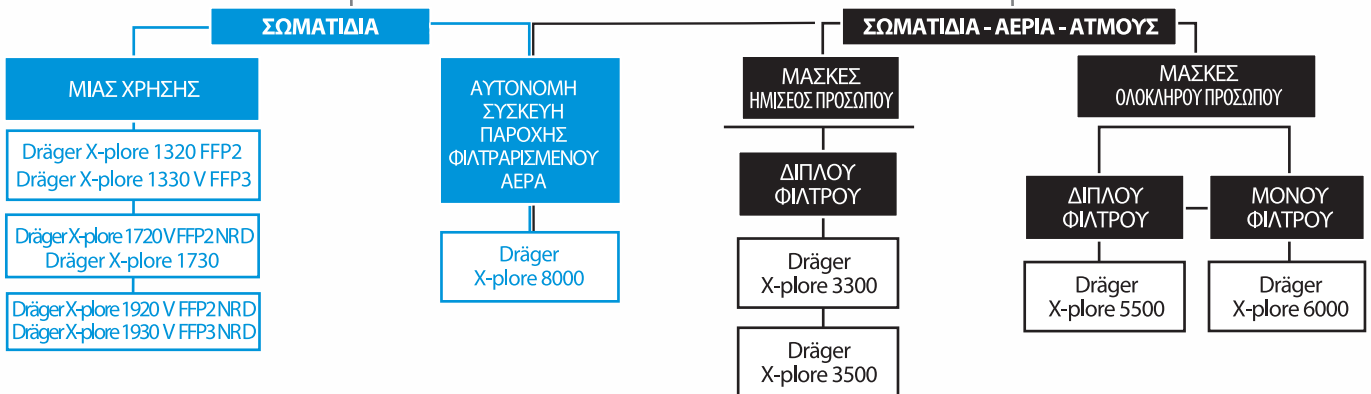 ΣΩΜΑΤΙΔΙΑ
ΜΙΑΣ ΧΡΗΣΗΣ
Dräger X-plore 1320 FFP2
Dräger X-plore 1330 V FFP3
Dräger X-plore 1720 V FFP2 NRD
Dräger X-plore 1730
Dräger X-plore 1920 V FFP2 NRD
Dräger X-plore 1930 V FFP3 NRD
ΑΥΤΟΝΟΜΗ
ΣΥΣΚΕΥΗ
ΠΑΡΟΧΗΣ
ΦΙΛΤΡΑΡΙΣΜΕΝΟΥ
ΑΕΡΑ
Dräger
X-plore 8000
ΣΩΜΑΤΙΔΙΑ - ΑΕΡΙΑ - ΑΤΜΟΥΣ
ΜΑΣΚΕΣ
ΗΜΙΣΕΟΣ ΠΡΟΣΩΠΟΥ
ΔΙΠΛΟΥ
ΦΙΛΤΡΟΥ
Dräger
X-plore 3300
Dräger
X-plore 3500
ΜΑΣΚΕΣ
ΟΛΟΚΛΗΡΟΥ ΠΡΟΣΩΠΟΥ
ΔΙΠΛΟΥ
ΦΙΛΤΡΟΥ
Dräger
X-plore 5500
ΜΟΝΟΥ
ΦΙΛΤΡΟΥ
Dräger
X-plore 6000